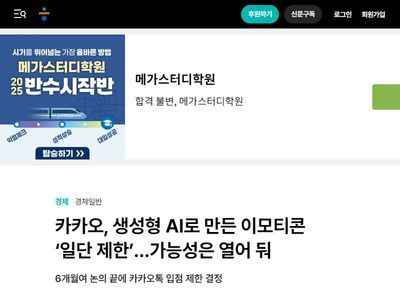 후원하기
신문구독
로그인
회원가입
시기를 뛰어넘는 가장 올바른 방법
메가스터디학원
2025
반수시작반
약점체크
성적상승
대입성공
탑승하기 >>
메가스터디학원
합격 불변, 메가스터디학원
경제 경제일반
카카오, 생성형 AI로 만든 이모티콘
‘일단 제한’…가능성은 열어 둬
6개월여 논의 끝에 카카오톡 입점 제한 결정